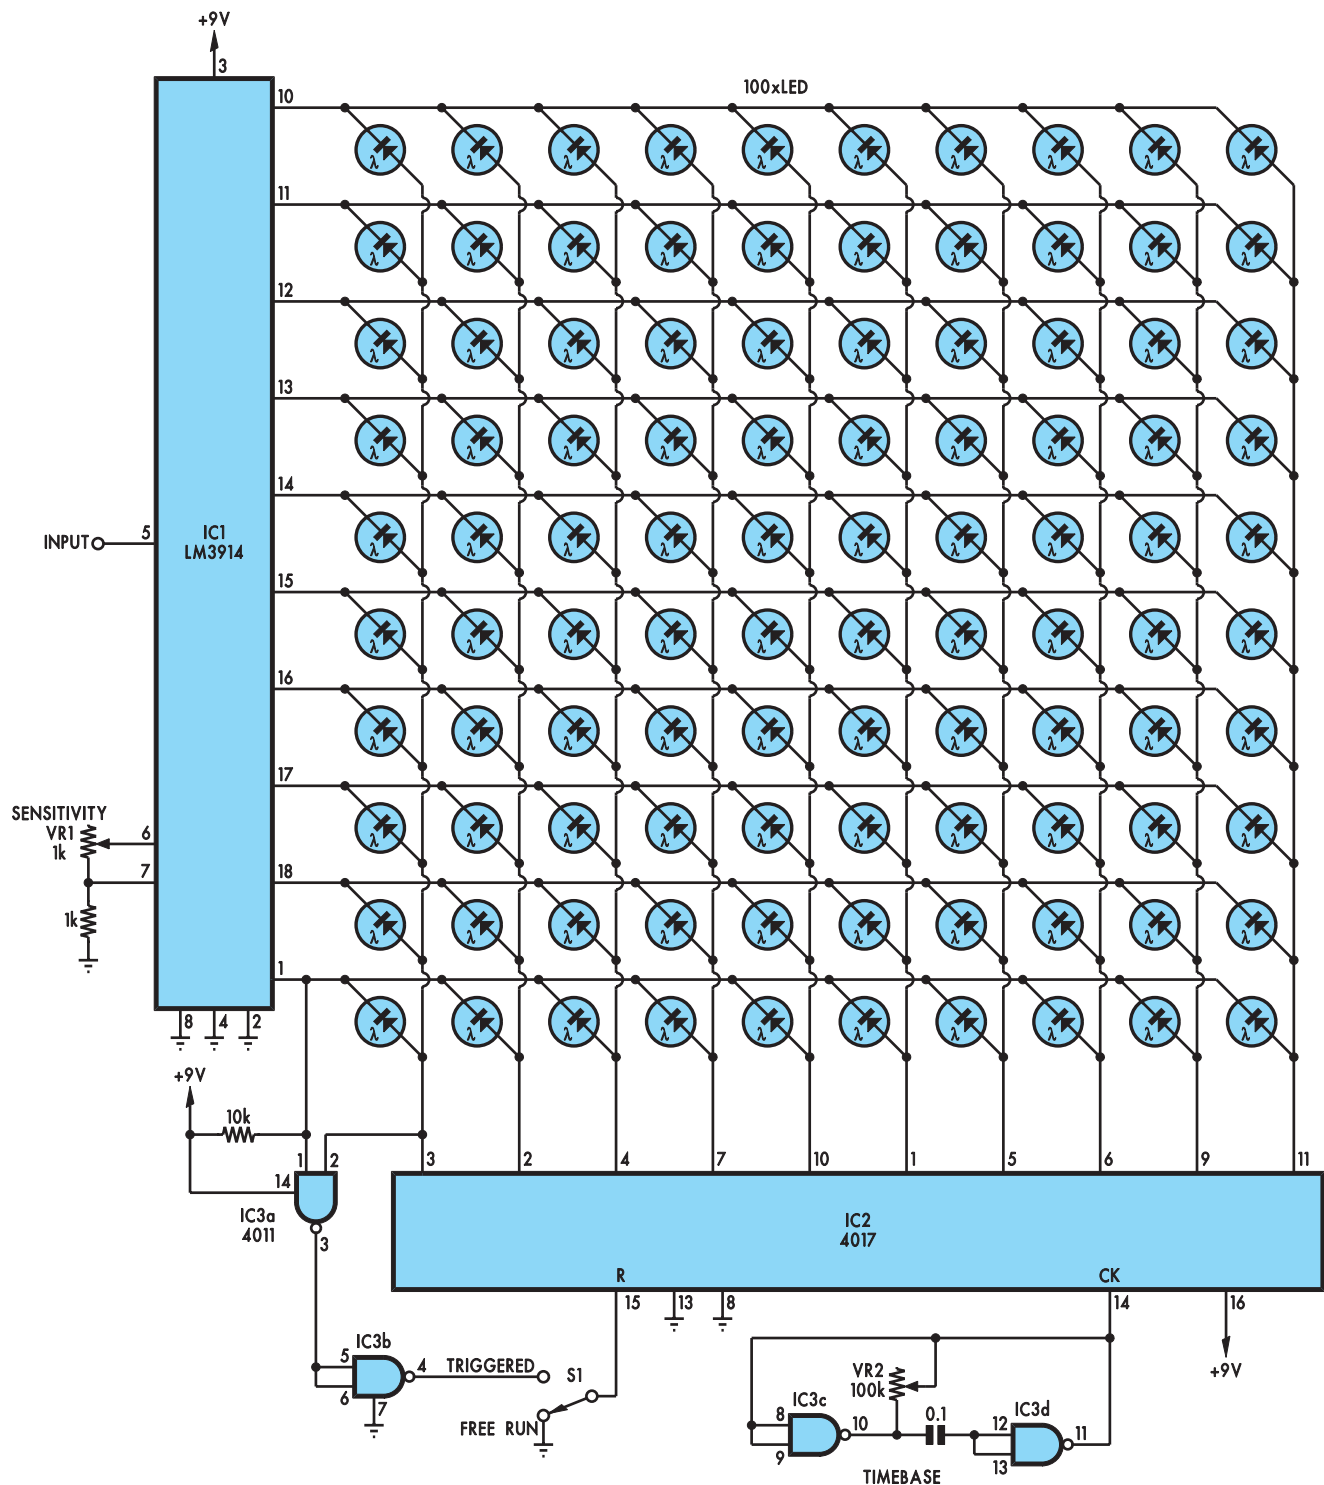 +9V
3
100xLED
10
11
12
13
14
INPUT
5
IC1
LM3914
15
16
17
SENSITIVITY
VR1
1k
6
7
18
1k
1
8
4
2
+9V
10k
1
2
14
IC3a
4011
3
3
2
4
7
10
1
5
6
9
11
IC2
4017
R
CK
15
13
8
14
16
+9V
IC3b
5
6
4
7
TRIGGERED
S1
FREE RUN
VR2
100k
IC3c
8
9
10
0.1
IC3d
12
13
11
TIMEBASE
λ λ λ λ λ λ λ λ λ λ
λ λ λ λ λ λ λ λ λ λ
λ λ λ λ λ λ λ λ λ λ
λ λ λ λ λ λ λ λ λ λ
λ λ λ λ λ λ λ λ λ λ
λ λ λ λ λ λ λ λ λ λ
λ λ λ λ λ λ λ λ λ λ
λ λ λ λ λ λ λ λ λ λ
λ λ λ λ λ λ λ λ λ λ
λ λ λ λ λ λ λ λ λ λ